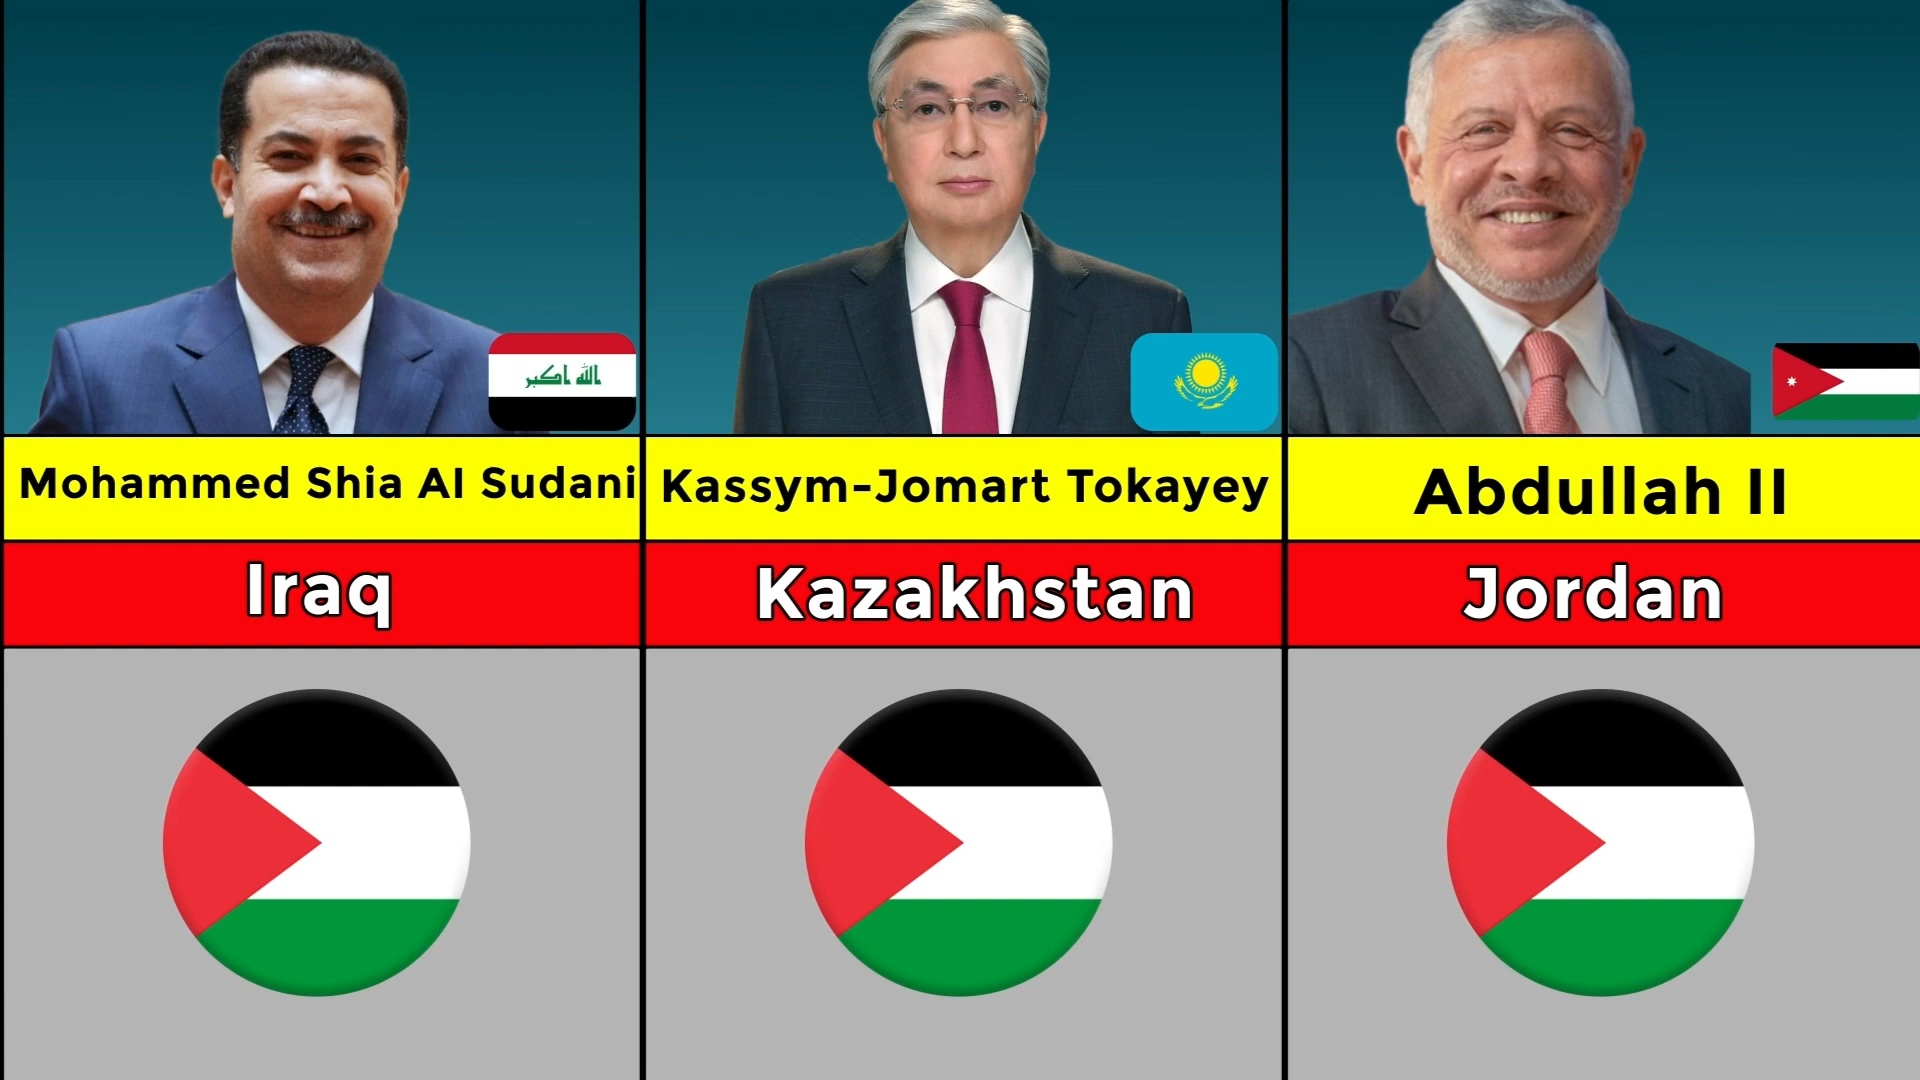 الله اكبر
Mohammed Shia Al Sudani
Kassym-Jomart Tokayey
Abdullah II
Iraq
Kazakhstan
Jordan